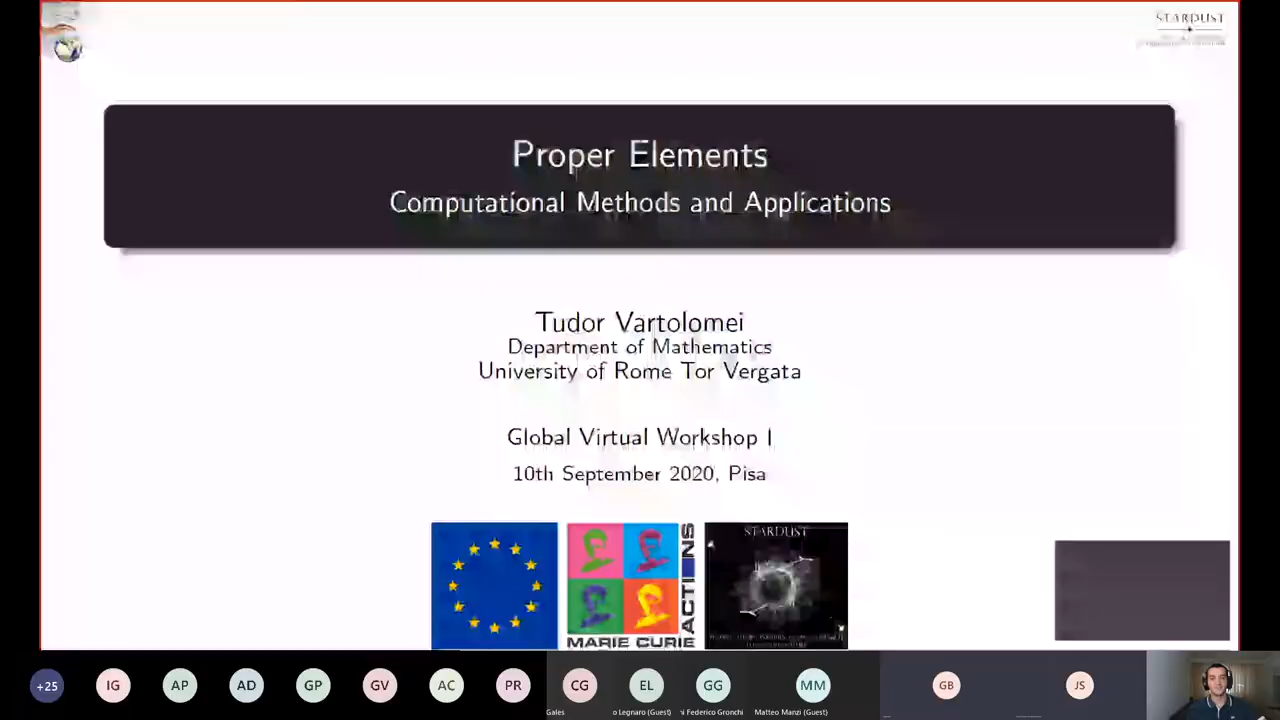 STARDUST
Proper Elements
Computational Methods and Applications
Tudor Vartolomei
Department of Mathematics
University of Rome Tor Vergata
Global Virtual Workshop I
10th September 2020, Pisa
STARDUST
MARIE CURIE
ACTIONS
+25
IG
AP
AD
GP
GV
AC
PR
CG
EL
GG
MM
GB
JS
Gales
o Legnaro (Guest)
i Federico Gronchi
Matteo Manzi (Guest)